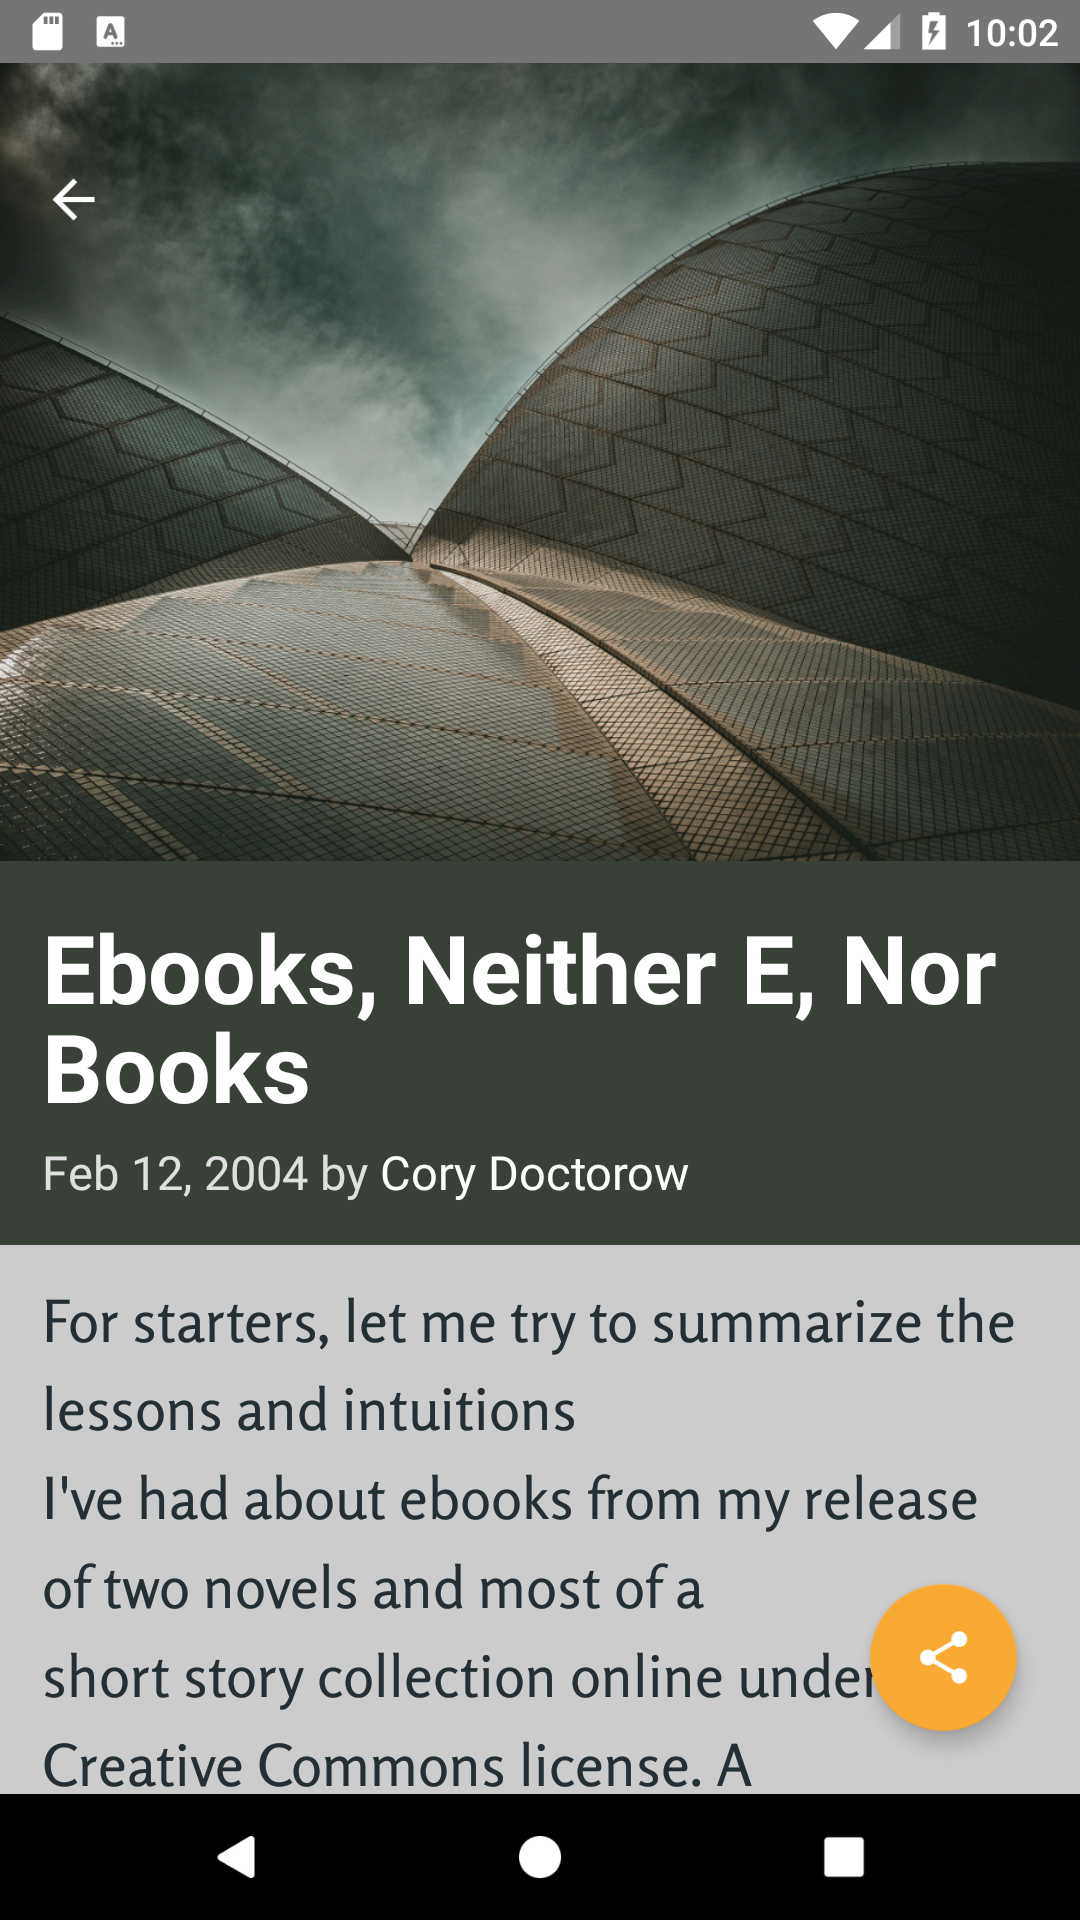 10:02
Ebooks, Neither E, Nor
Books
Feb 12, 2004 by Cory Doctorow
For starters, let me try to summarize the
lessons and intuitions
I've had about ebooks from my release
of two novels and most of a
short story collection online under
Creative Commons license. A